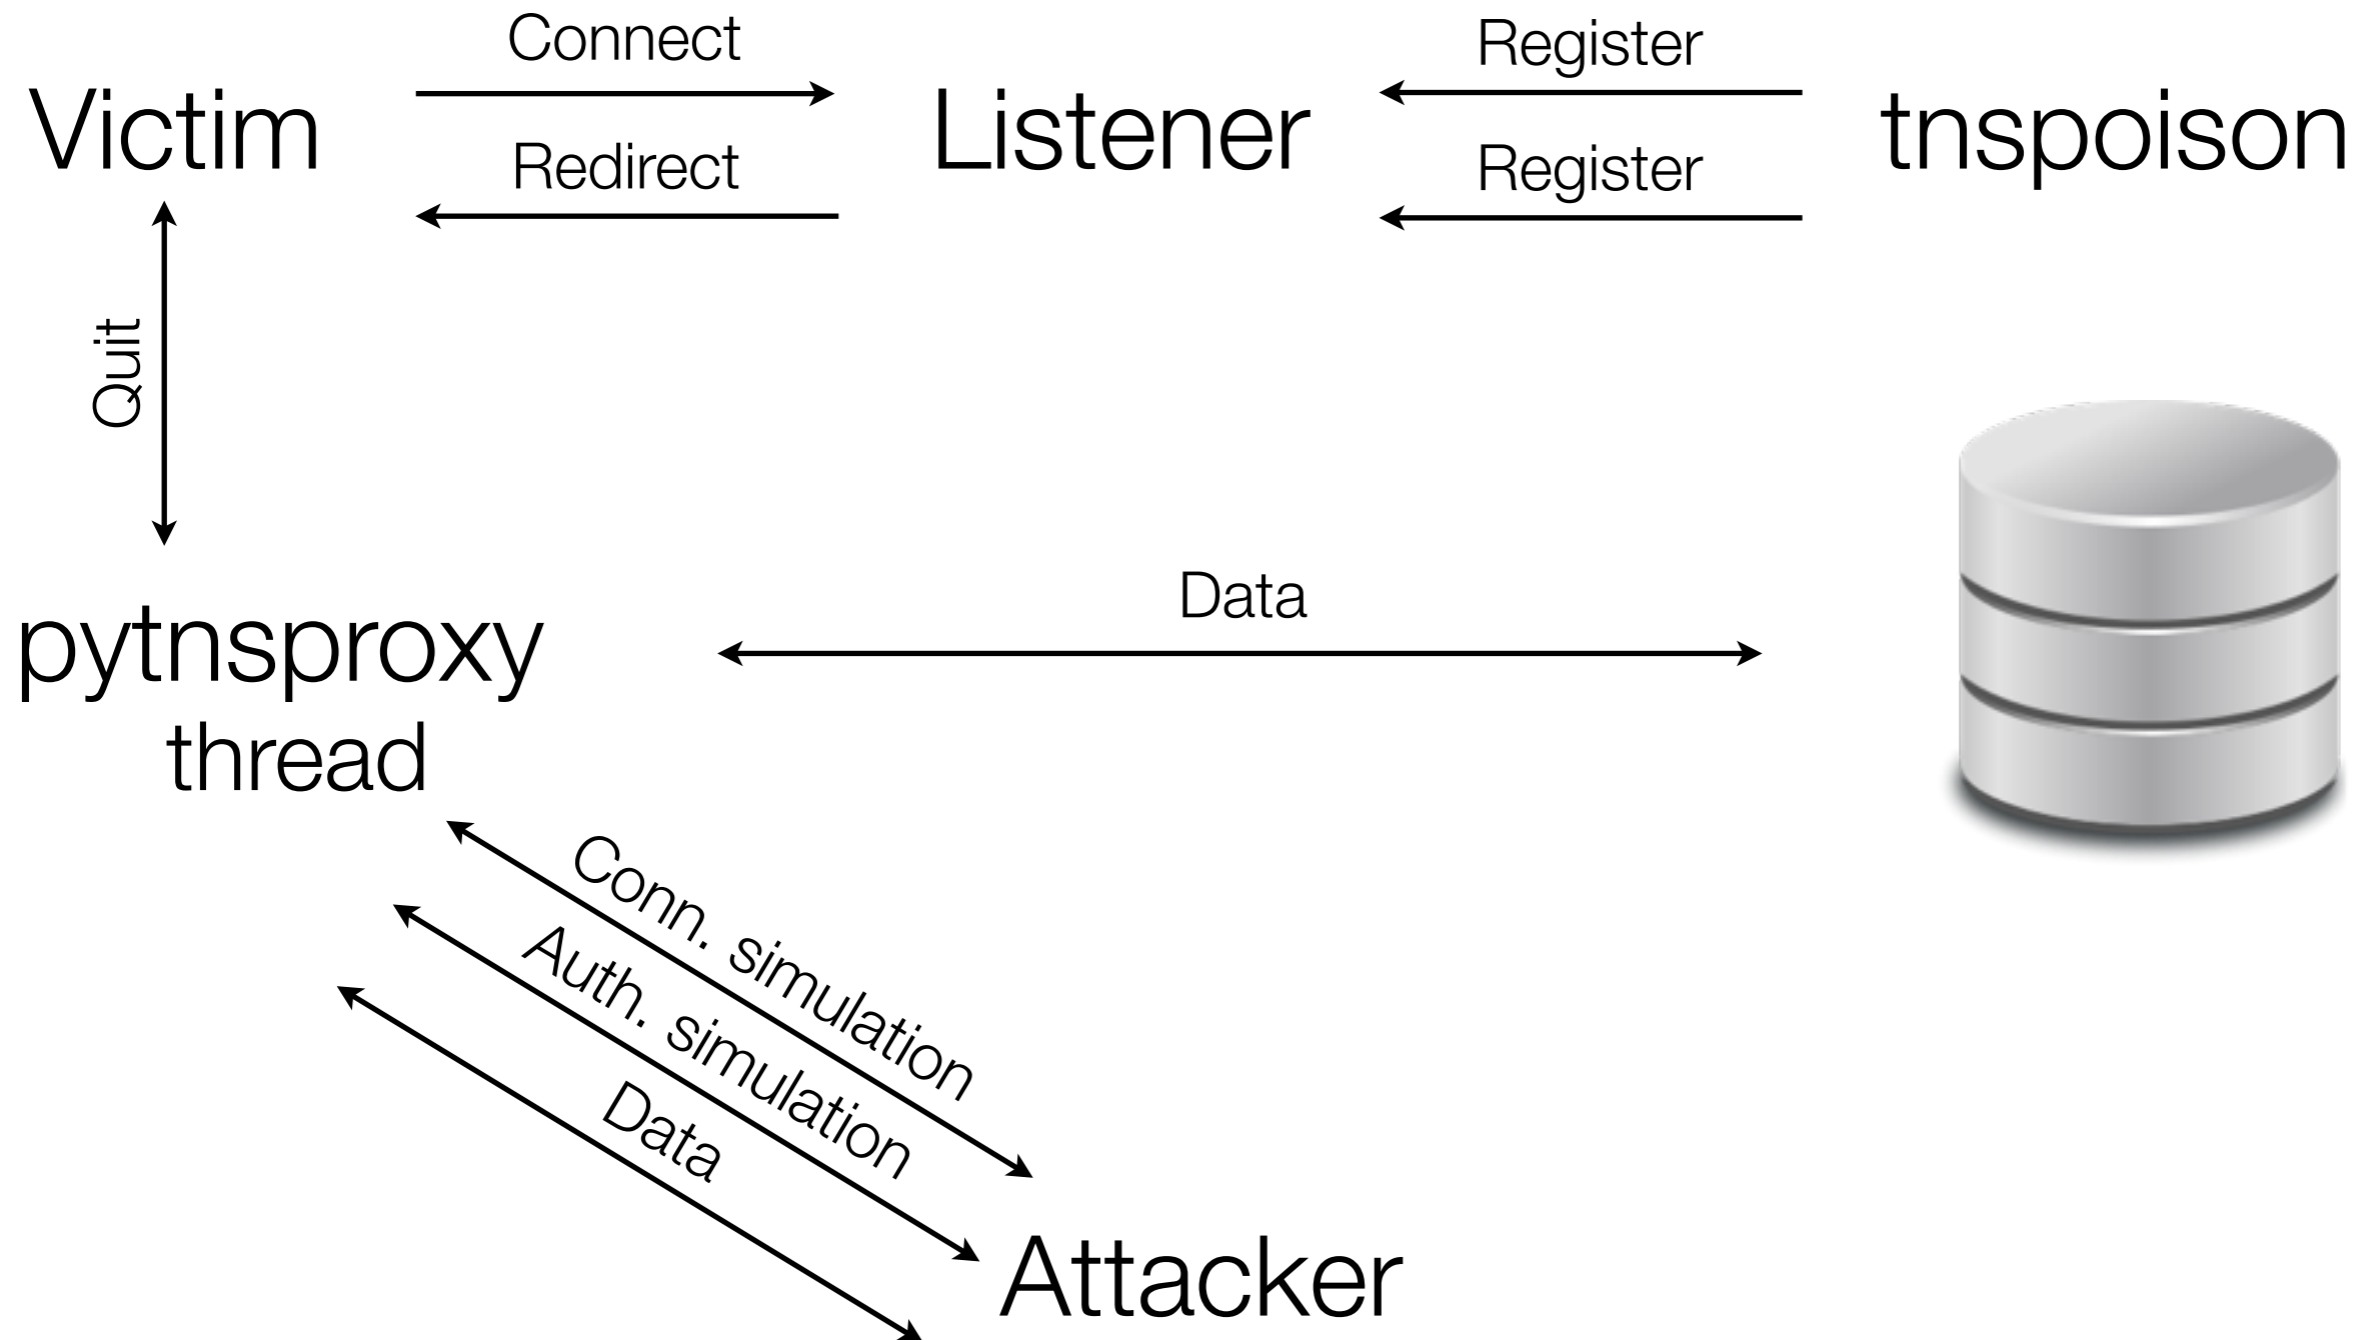 Connect
Register
Victim
Listener
tnspoison
Redirect
Register
Quit
Data
pytnsproxy
thread
Conn. simulation
Auth. simulation
Data
Attacker